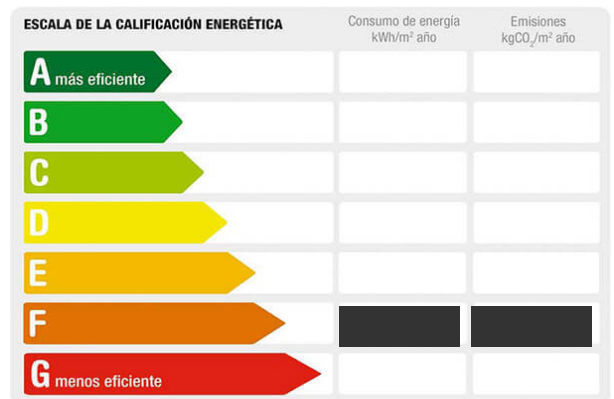 ESCALA DE LA CALIFICACIÓN ENERGÉTICA
Consumo de energía
kWh/m² año
Emisiones
kgCO₂/m² año
A más eficiente
B
C
D
E
F
G menos eficiente